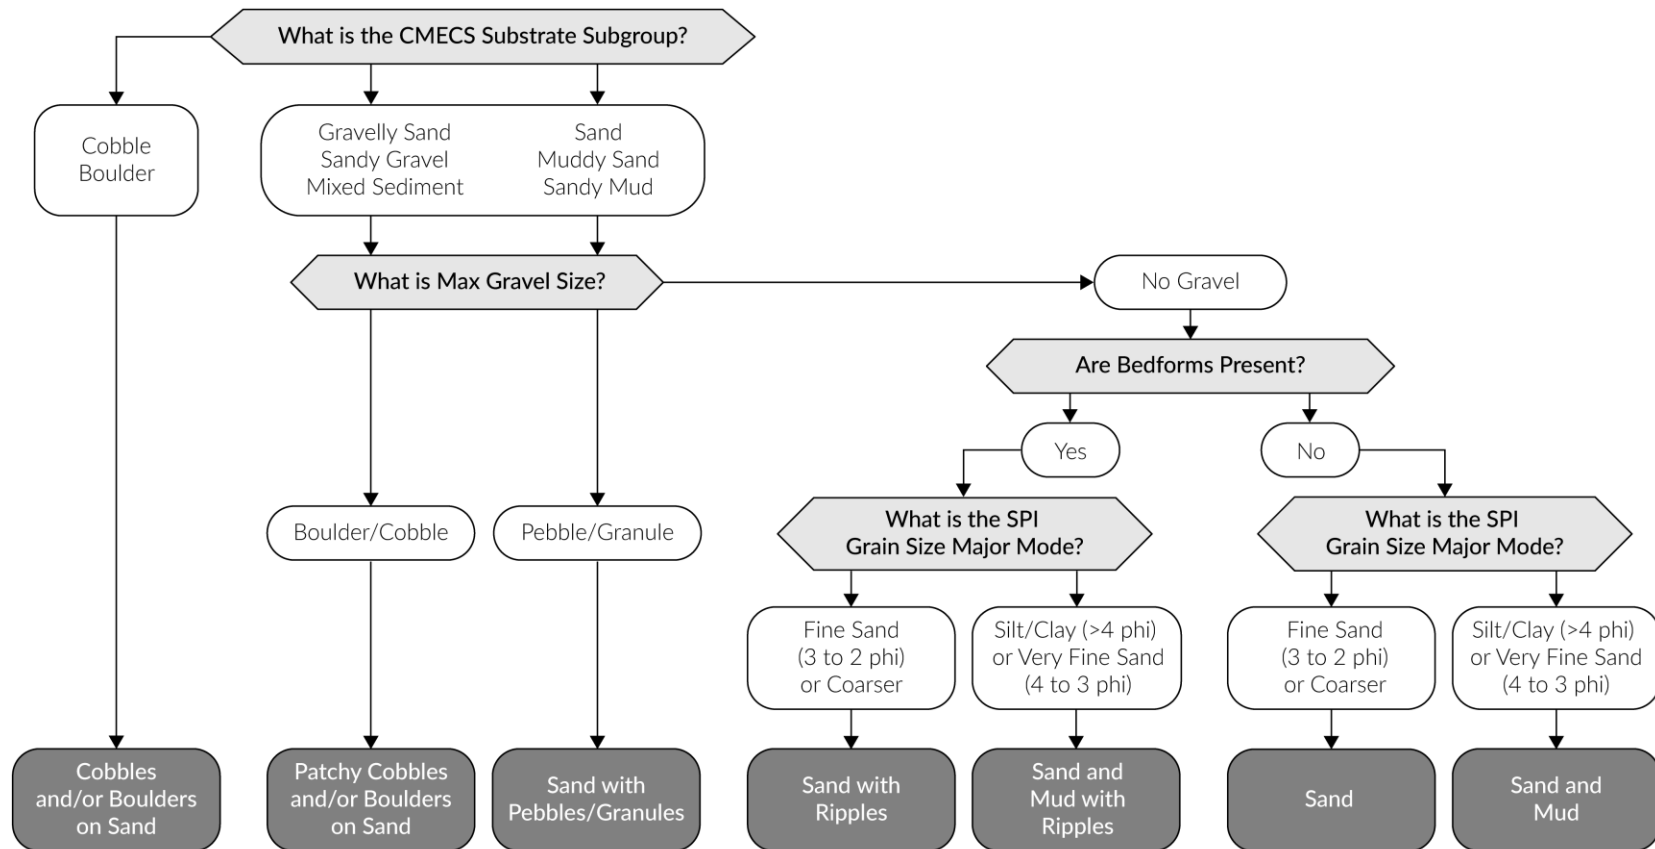 What is the CMECS Substrate Subgroup?
Cobble
Boulder
Gravelly Sand
Sandy Gravel
Mixed Sediment
Sand
Muddy Sand
Sandy Mud
What is Max Gravel Size?
No Gravel
Are Bedforms Present?
Yes
No
Boulder/Cobble
Pebble/Granule
What is the SPI
Grain Size Major Mode?
What is the SPI
Grain Size Major Mode?
Fine Sand
(3 to 2 phi)
or Coarser
Silt/Clay (>4 phi)
or Very Fine Sand
(4 to 3 phi)
Fine Sand
(3 to 2 phi)
or Coarser
Silt/Clay (>4 phi)
or Very Fine Sand
(4 to 3 phi)
Cobbles
and/or Boulders
on Sand
Patchy Cobbles
and/or Boulders
on Sand
Sand with
Pebbles/Granules
Sand with
Ripples
Sand and
Mud with
Ripples
Sand
Sand and
Mud